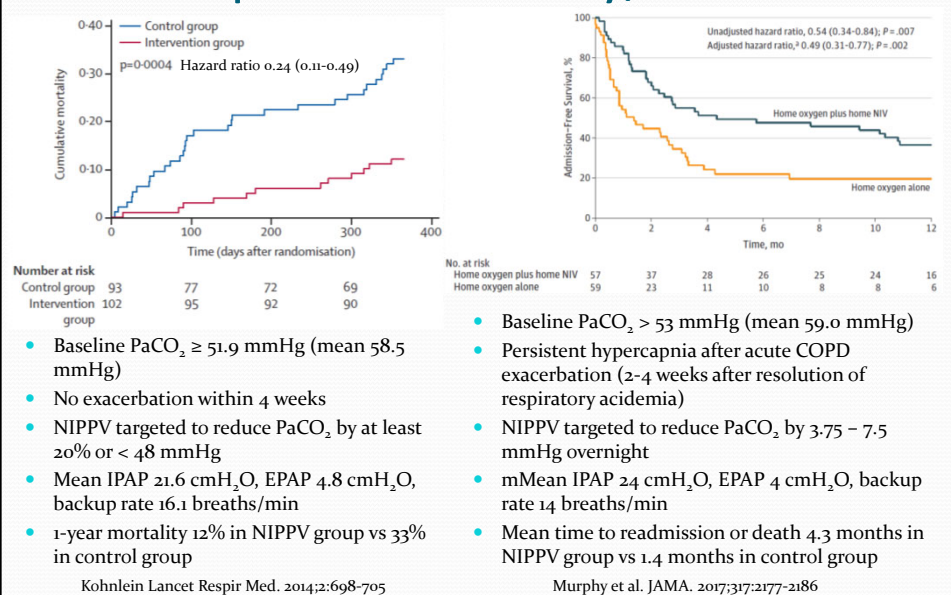 0·40
Control group
Intervention group
p=0·0004 Hazard ratio 0.24 (0.11-0.49)
0·30
0·20
0·10
0
Cumulative mortality
0 100 200 300 400
Time (days after randomisation)
Number at risk
Control group 93 77 72 69
Intervention 102 95 92 90
group
• Baseline PaCO₂ ≥ 51.9 mmHg (mean 58.5
mmHg)
• No exacerbation within 4 weeks
• NIPPV targeted to reduce PaCO₂ by at least
20% or < 48 mmHg
• Mean IPAP 21.6 cmH₂O, EPAP 4.8 cmH₂O,
backup rate 16.1 breaths/min
• 1-year mortality 12% in NIPPV group vs 33%
in control group
Kohnlein Lancet Respir Med. 2014;2:698-705
100
80
60
40
20
0
Admission-Free Survival, %
Unadjusted hazard ratio, 0.54 (0.34-0.84); P=.007
Adjusted hazard ratio,ᵃ 0.49 (0.31-0.77); P=.002
Home oxygen plus home NIV
Home oxygen alone
0 2 4 6 8 10 12
Time, mo
No. at risk
Home oxygen plus home NIV 57 37 28 26 25 24 16
Home oxygen alone 59 23 11 10 8 8 6
• Baseline PaCO₂ > 53 mmHg (mean 59.0 mmHg)
• Persistent hypercapnia after acute COPD
exacerbation (2-4 weeks after resolution of
respiratory acidemia)
• NIPPV targeted to reduce PaCO₂ by 3.75 – 7.5
mmHg overnight
• mMean IPAP 24 cmH₂O, EPAP 4 cmH₂O, backup
rate 14 breaths/min
• Mean time to readmission or death 4.3 months in
NIPPV group vs 1.4 months in control group
Murphy et al. JAMA. 2017;317:2177-2186